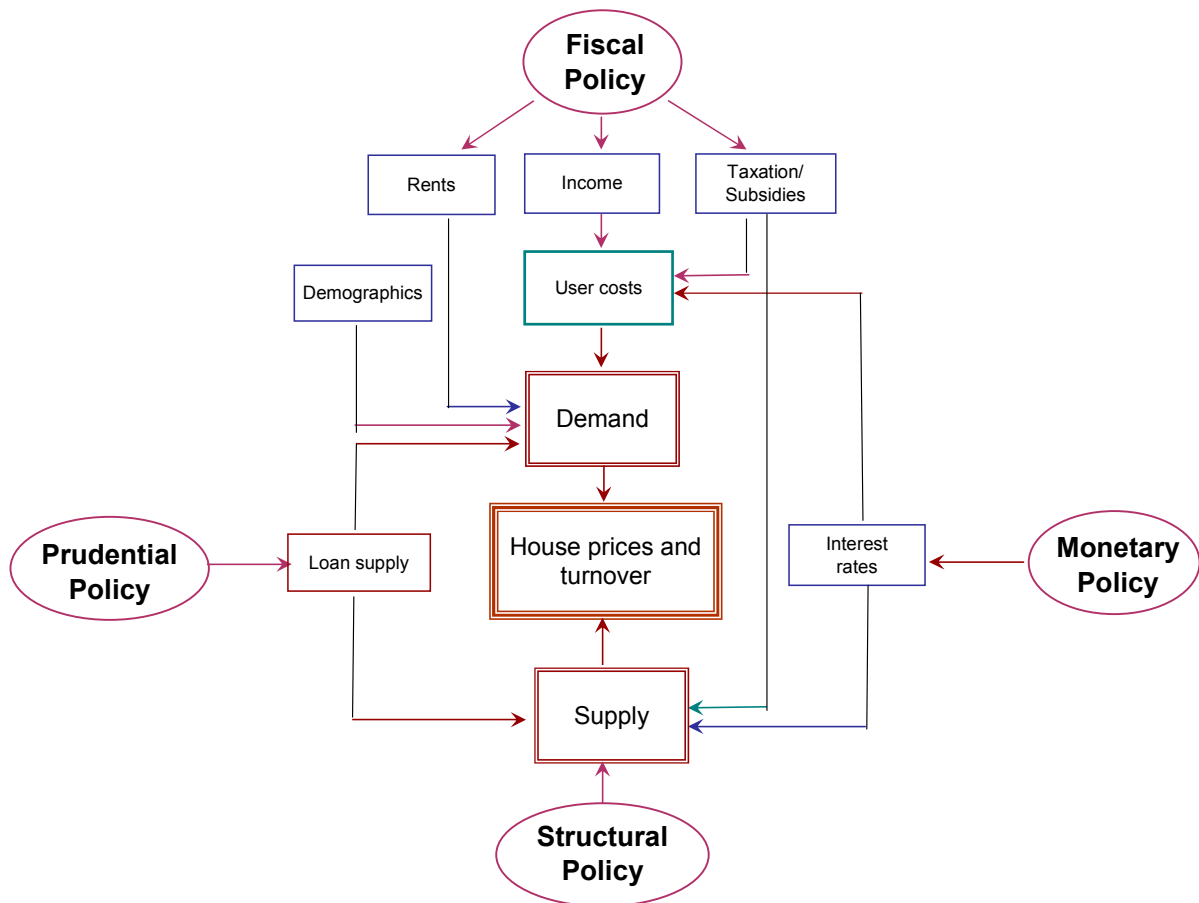 Fiscal
Policy
Rents
Income
Taxation/
Subsidies
Demographics
User costs
Demand
Prudential
Policy
Loan supply
House prices and
turnover
Interest
rates
Monetary
Policy
Supply
Structural
Policy